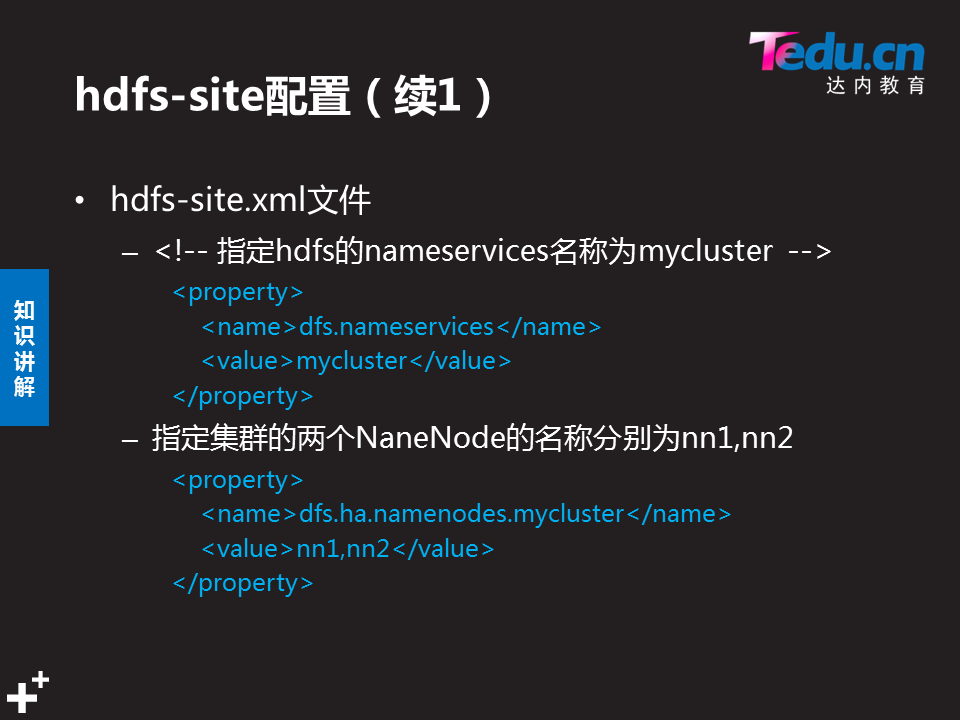 Tedu.cn
达内教育
hdfs-site配置（续1）
• hdfs-site.xml文件
– <!-- 指定hdfs的nameservices名称为mycluster -->
<property>
<name>dfs.nameservices</name>
<value>mycluster</value>
</property>
– 指定集群的两个NaneNode的名称分别为nn1,nn2
<property>
<name>dfs.ha.namenodes.mycluster</name>
<value>nn1,nn2</value>
</property>
知
识
讲
解